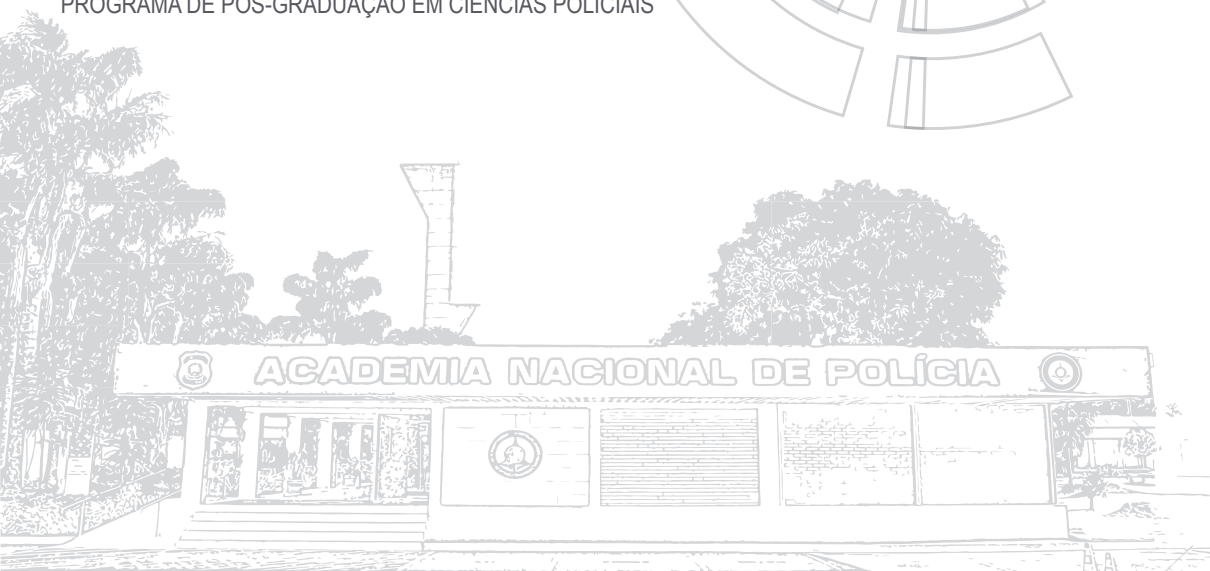 PROGRAMA DE PÓS-GRADUAÇÃO EM CIÊNCIAS POLICIAIS
ACADEMIA NACIONAL DE POLÍCIA